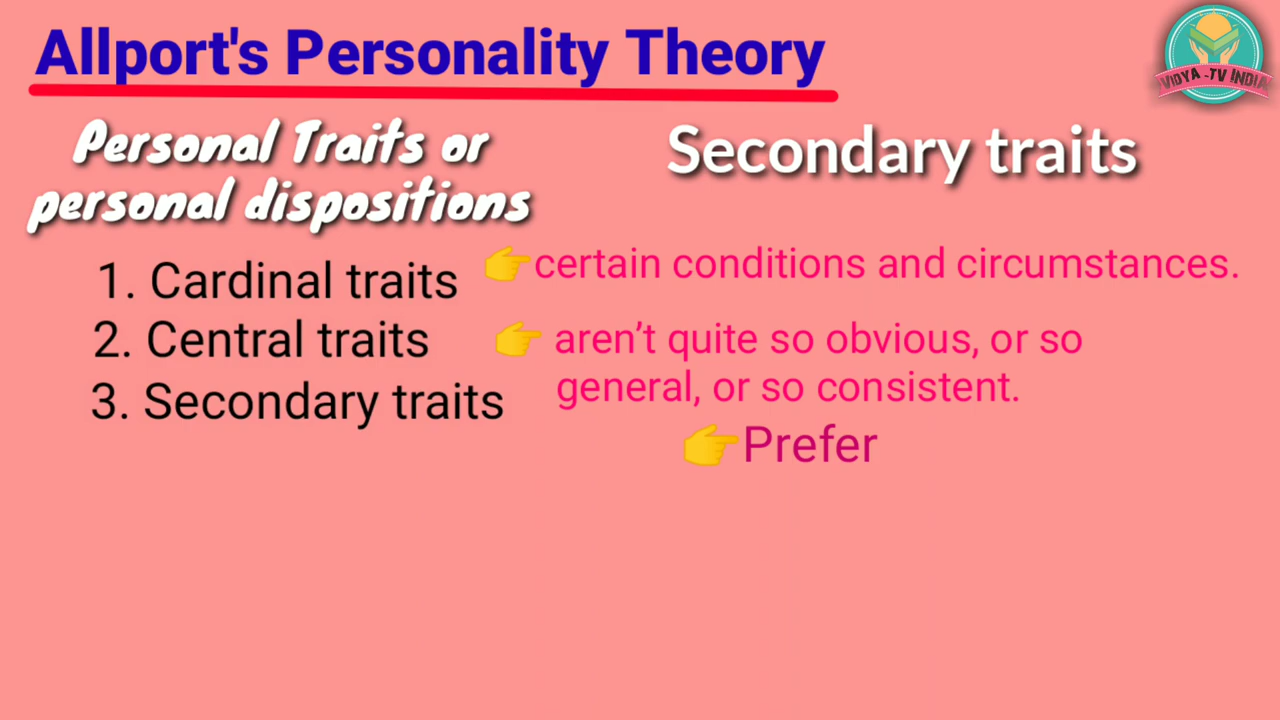 Allport's Personality Theory
VIDYA -TV INDIA
Personal Traits or
personal dispositions
1. Cardinal traits
2. Central traits
3. Secondary traits
Secondary traits
👉certain conditions and circumstances.
👉 aren’t quite so obvious, or so
general, or so consistent.
👉Prefer